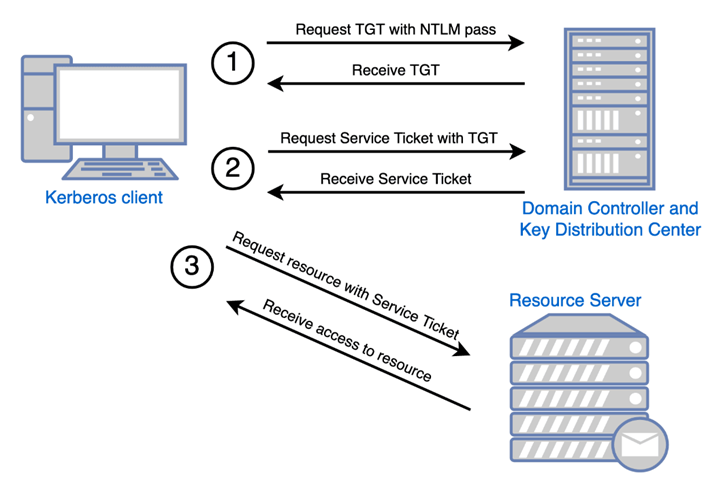 Request TGT with NTLM pass
1
Receive TGT
Request Service Ticket with TGT
2
Receive Service Ticket
Kerberos client
Domain Controller and
Key Distribution Center
3
Request resource with Service Ticket
Receive access to resource
Resource Server